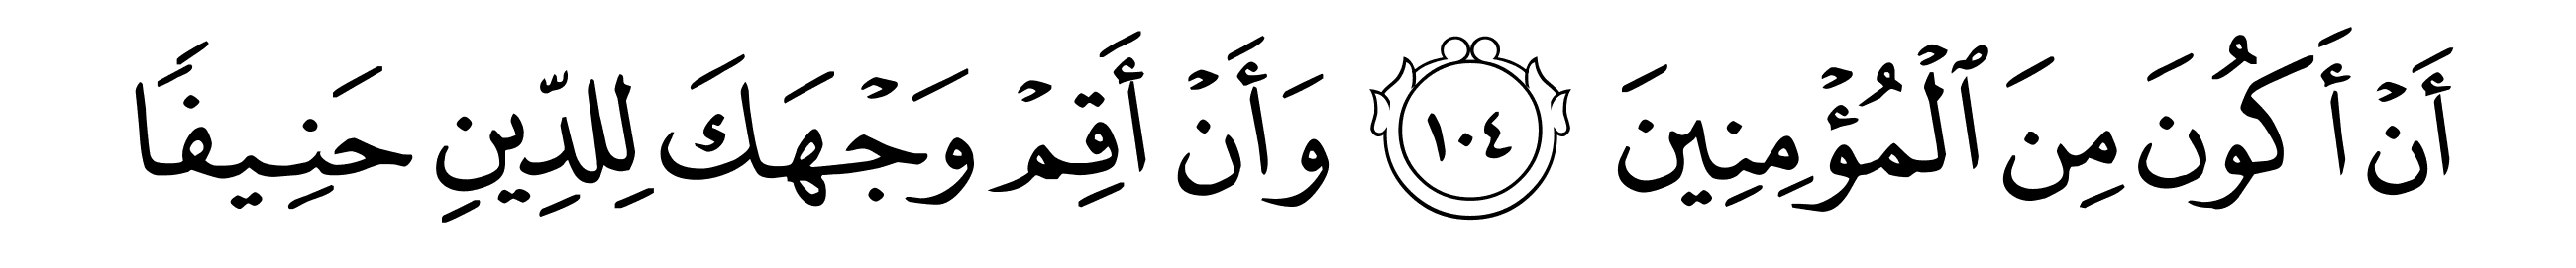 أَنۡ أَكُونَ مِنَ ٱلۡمُؤۡمِنِينَ ١٠٤ وَأَنۡ أَقِمۡ وَجۡهَكَ لِلدِّينِ حَنِيفًا